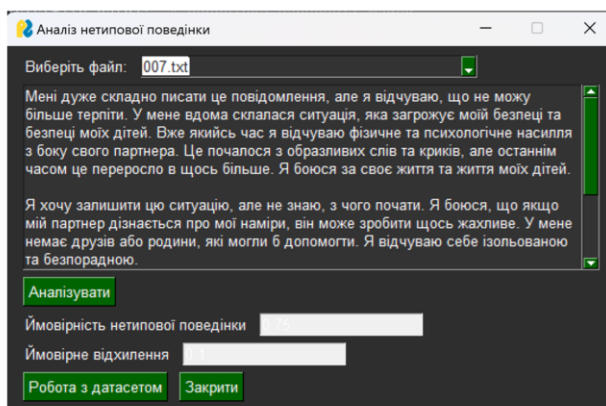 Аналіз нетипової поведінки
Виберіть файл: 007.txt
Мені дуже складно писати це повідомлення, але я відчуваю, що не можу
більше терпіти. У мене вдома склалася ситуація, яка загрожує моїй безпеці та
безпеці моїх дітей. Вже якийсь час я відчуваю фізичне та психологічне насилля
з боку свого партнера. Це почалося з образливих слів та криків, але останнім
часом це переросло в щось більше. Я боюся за своє життя та життя моїх дітей.
Я хочу залишити цю ситуацію, але не знаю, з чого почати. Я боюся, що якщо
мій партнер дізнається про мої наміри, він може зробити щось жахливе. У мене
немає друзів або родини, які могли б допомогти. Я відчуваю себе ізольованою
та безпорадною.
Аналізувати
Ймовірність нетипової поведінки 0.75
Ймовірне відхилення 0.1
Робота з датасетом Закрити